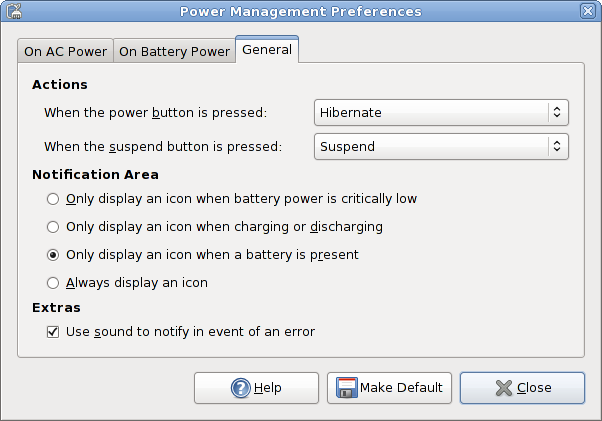 Power Management Preferences
On AC Power On Battery Power General
Actions
When the power button is pressed: Hibernate
When the suspend button is pressed: Suspend
Notification Area
Only display an icon when battery power is critically low
Only display an icon when charging or discharging
Only display an icon when a battery is present
Always display an icon
Extras
Use sound to notify in event of an error
Help Make Default Close